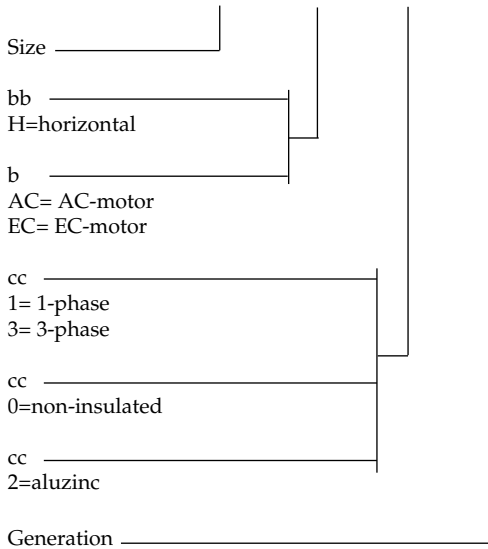 Size
bb
H=horizontal
b
AC= AC-motor
EC= EC-motor
cc
1= 1-phase
3= 3-phase
cc
0=non-insulated
cc
2=aluzinc
Generation